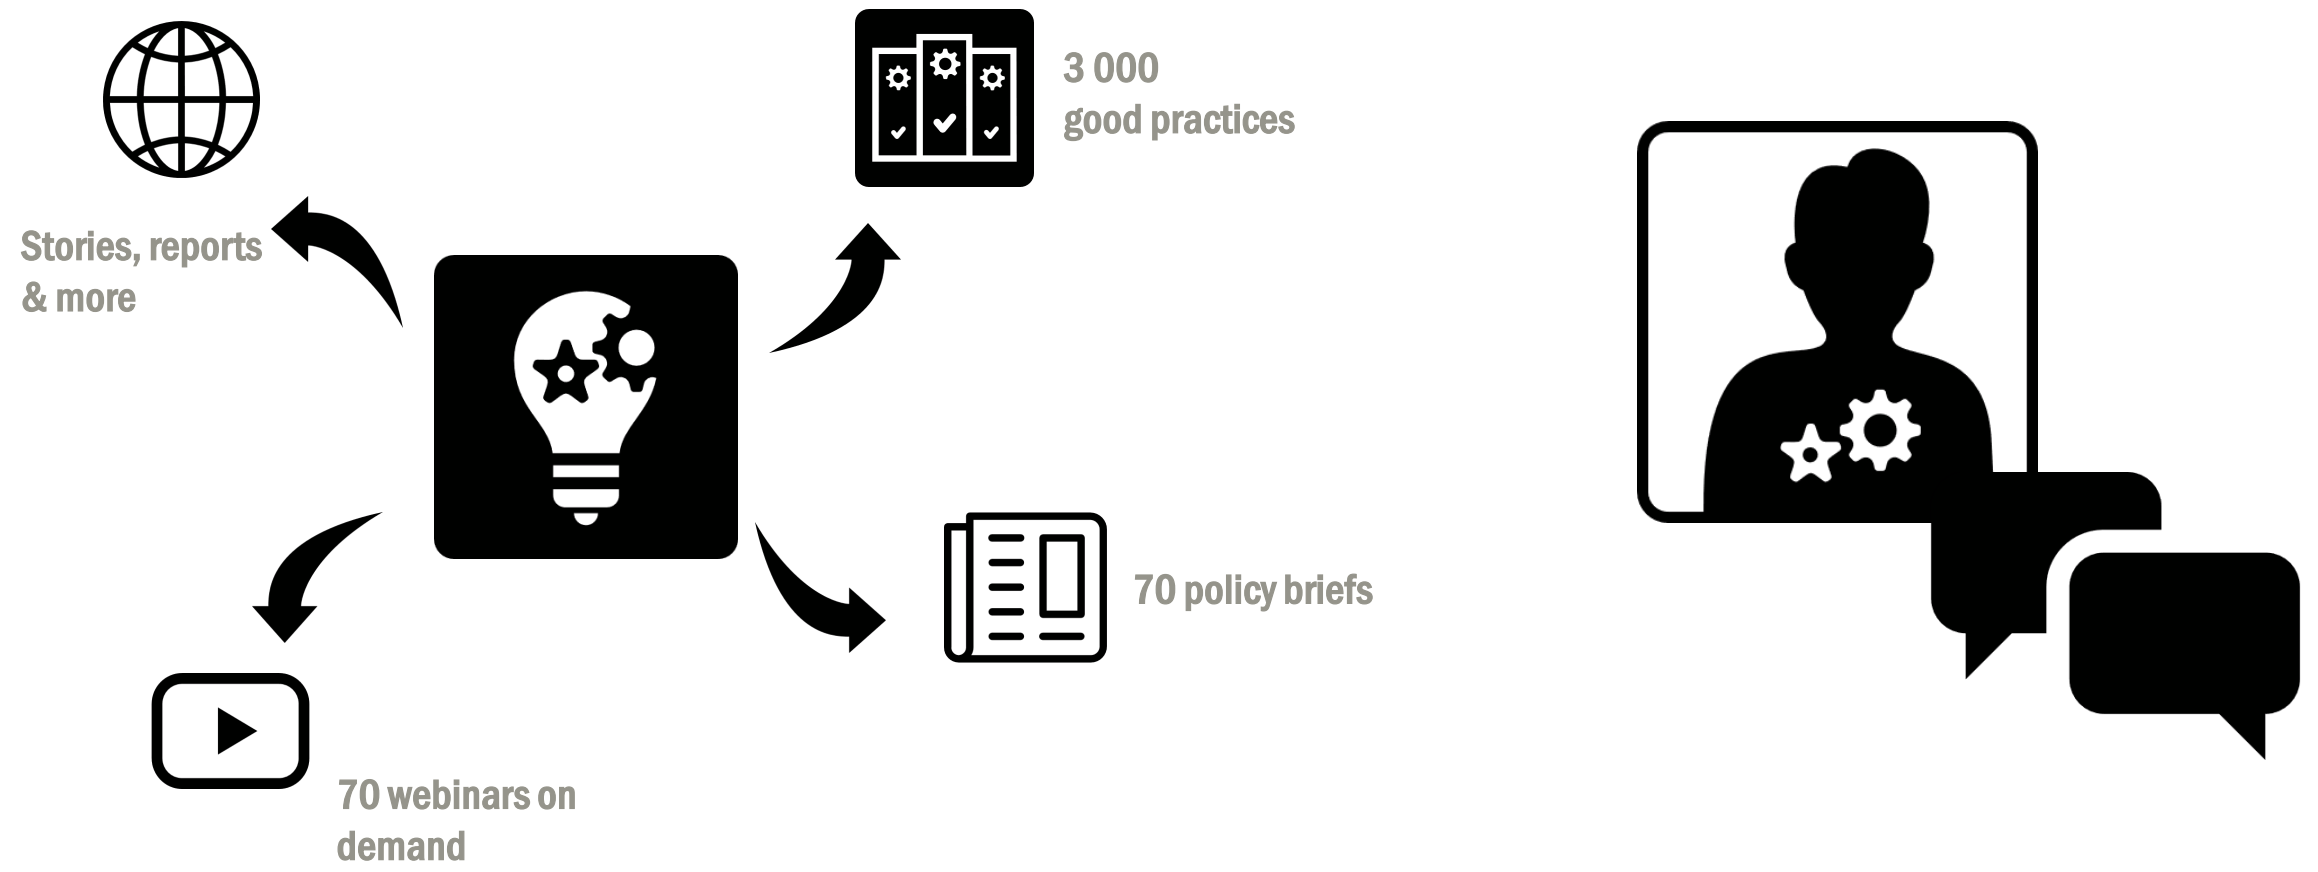 3 000
good practices
Stories, reports
& more
70 policy briefs
70 webinars on
demand